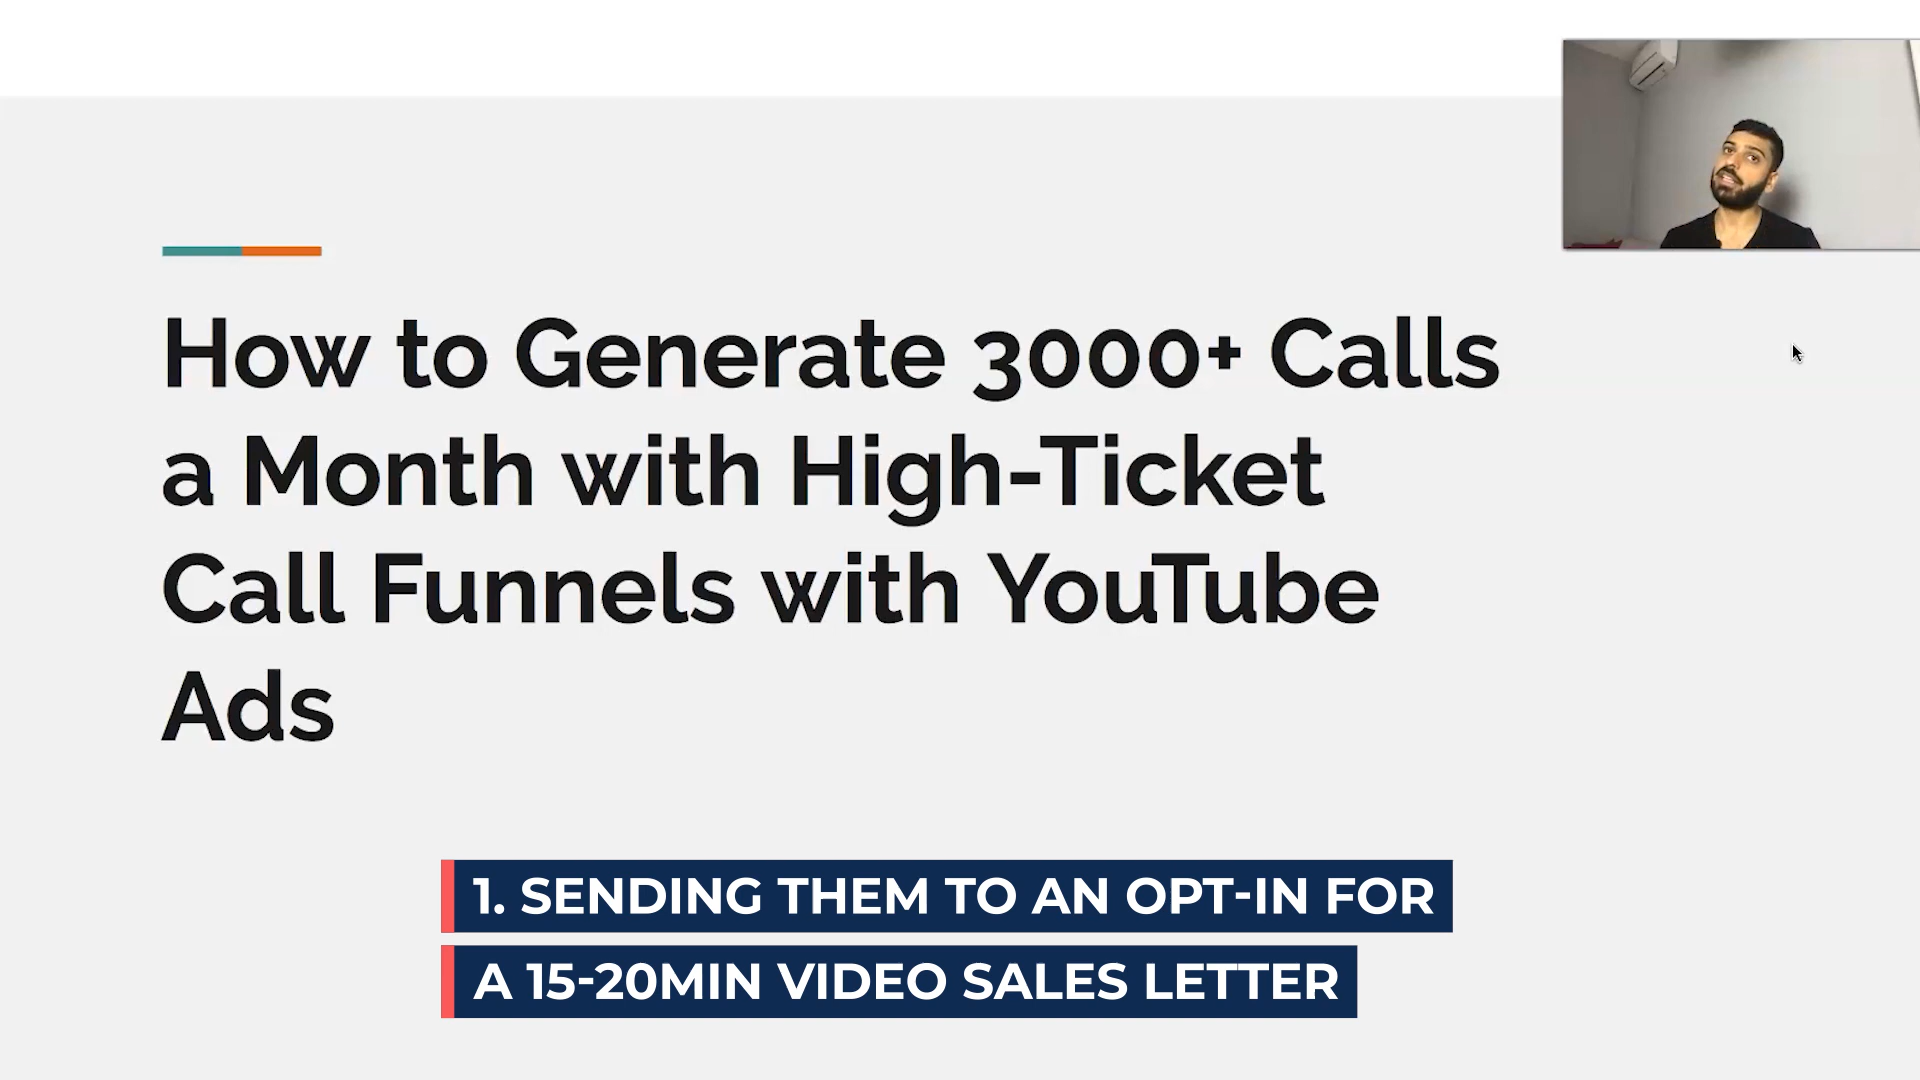 How to Generate 3000+ Calls
a Month with High-Ticket
Call Funnels with YouTube
Ads
1. SENDING THEM TO AN OPT-IN FOR
A 15-20MIN VIDEO SALES LETTER